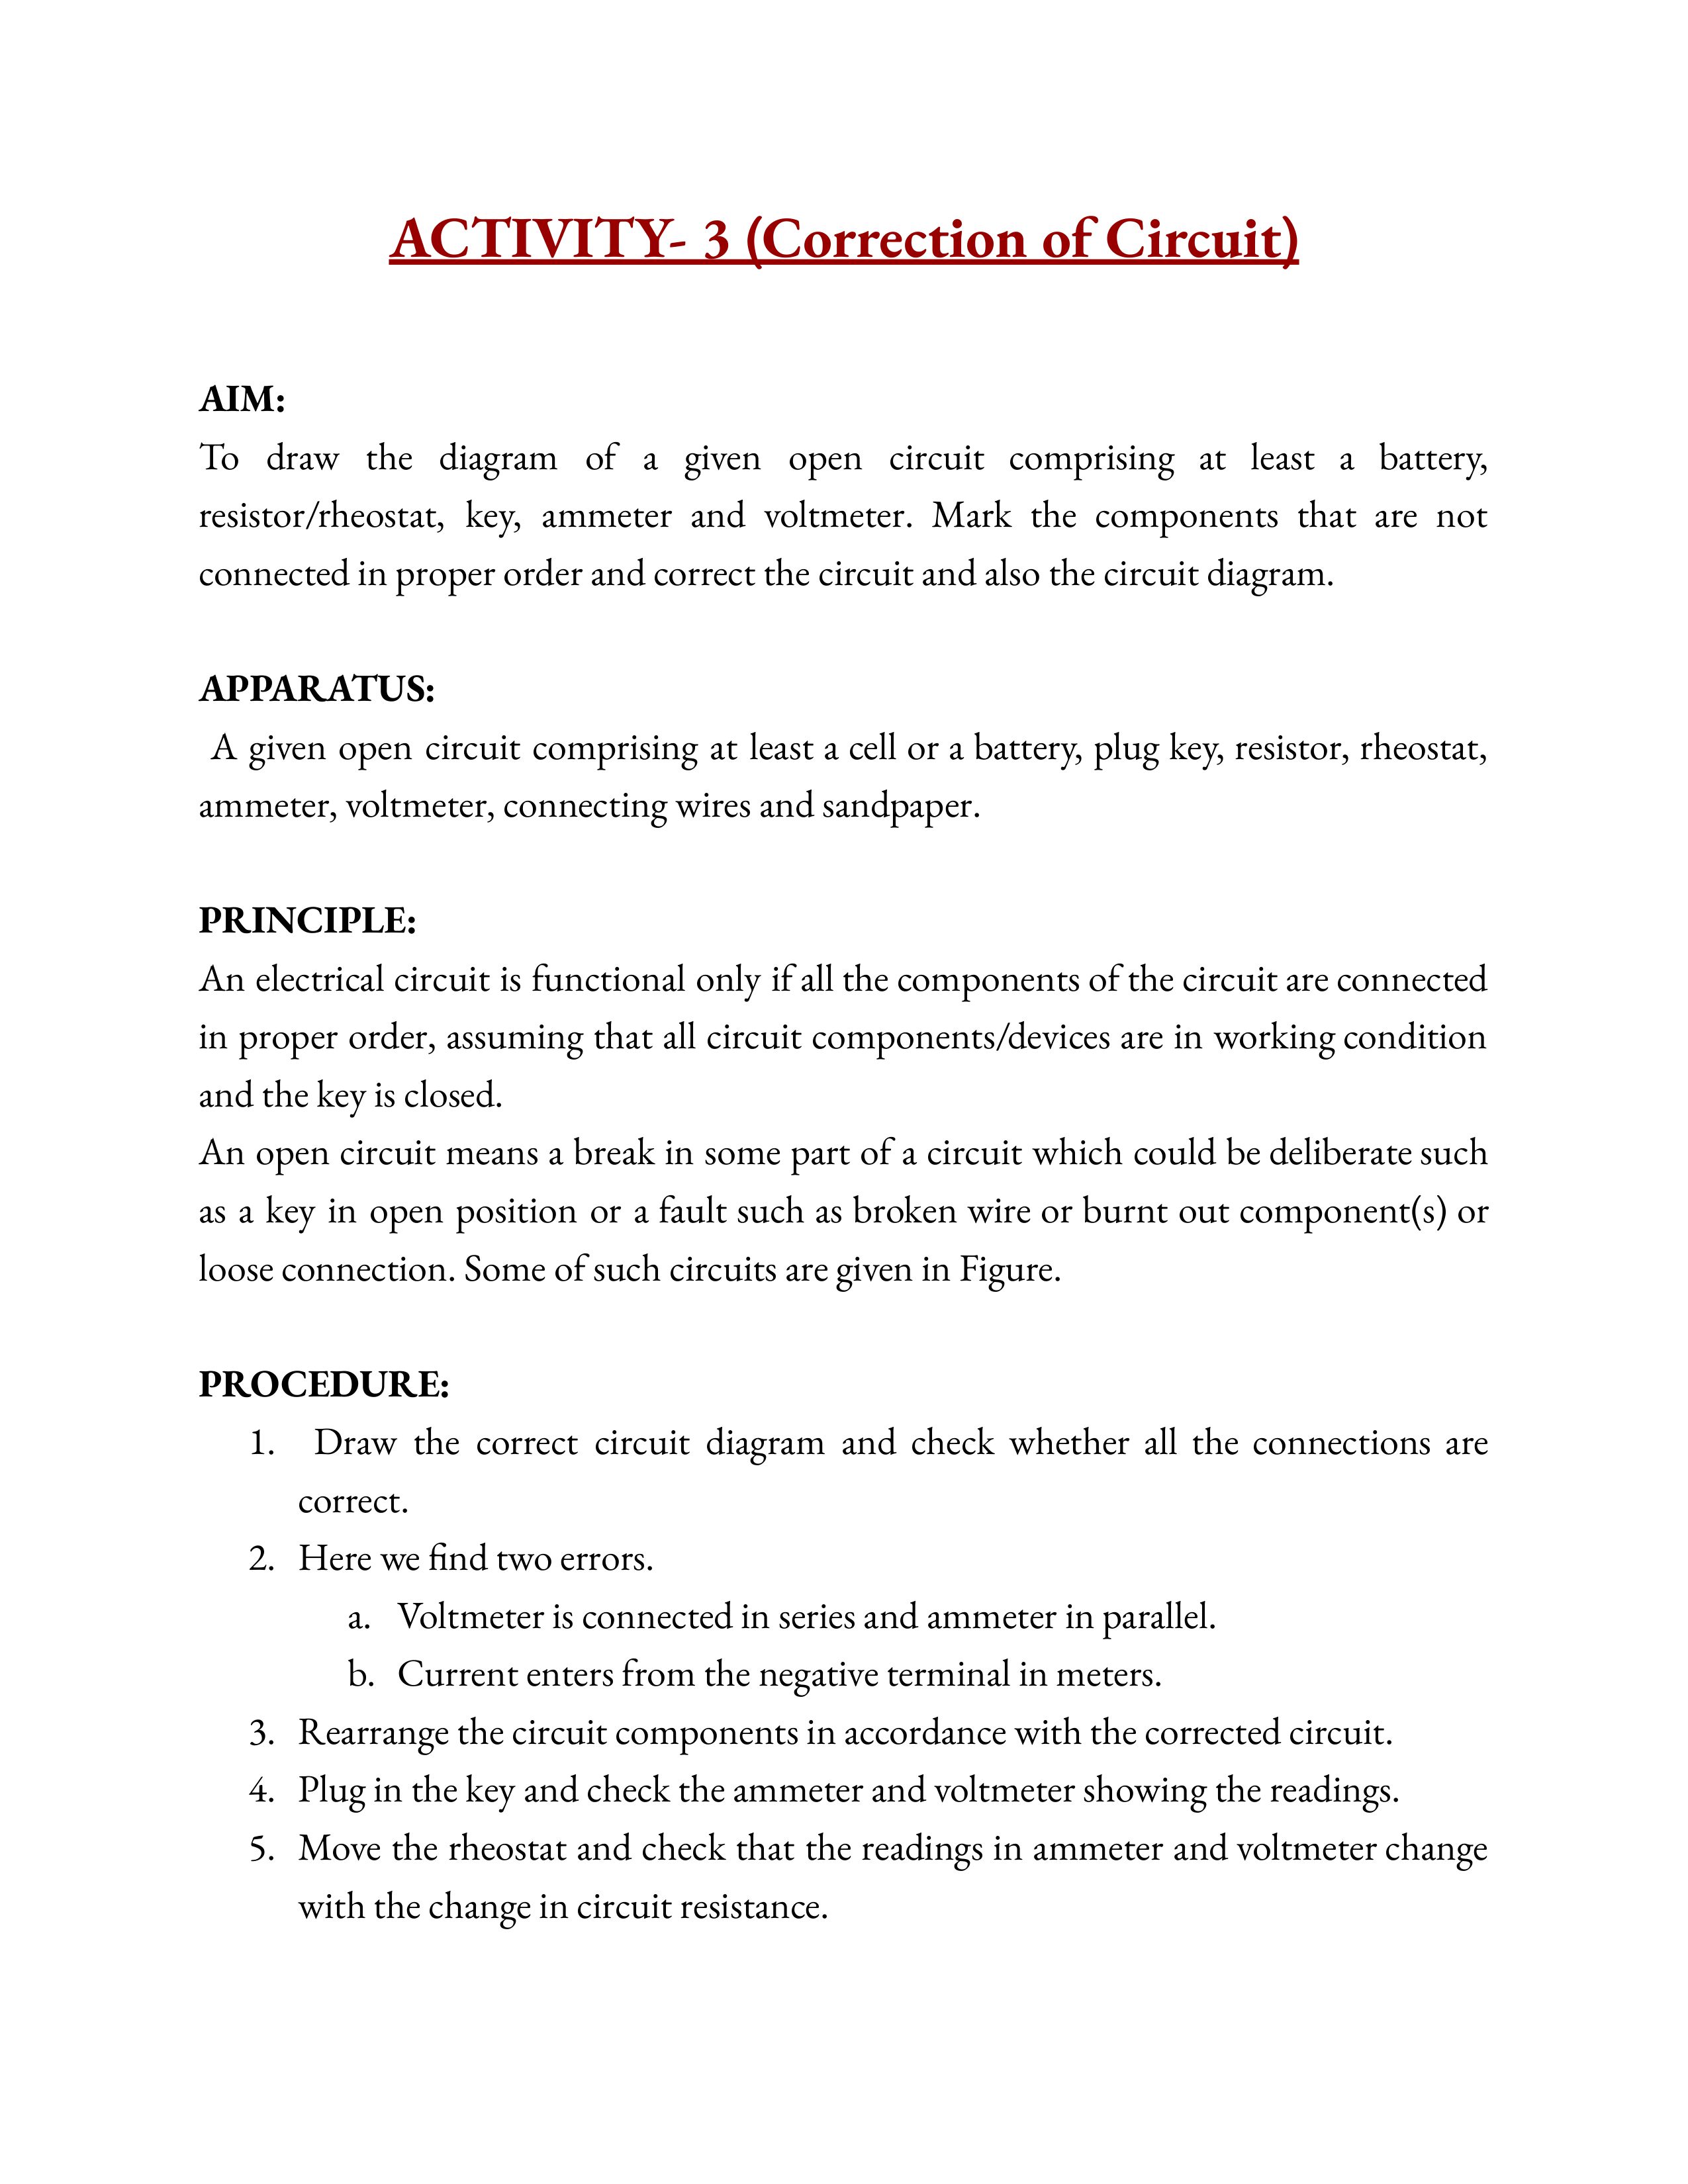 ACTIVITY- 3 (Correction of Circuit)
AIM:
To draw the diagram of a given open circuit comprising at least a battery,
resistor/rheostat, key, ammeter and voltmeter. Mark the components that are not
connected in proper order and correct the circuit and also the circuit diagram.
APPARATUS:
A given open circuit comprising at least a cell or a battery, plug key, resistor, rheostat,
ammeter, voltmeter, connecting wires and sandpaper.
PRINCIPLE:
An electrical circuit is functional only if all the components of the circuit are connected
in proper order, assuming that all circuit components/devices are in working condition
and the key is closed.
An open circuit means a break in some part of a circuit which could be deliberate such
as a key in open position or a fault such as broken wire or burnt out component(s) or
loose connection. Some of such circuits are given in Figure.
PROCEDURE:
1. Draw the correct circuit diagram and check whether all the connections are
correct.
2. Here we find two errors.
a. Voltmeter is connected in series and ammeter in parallel.
b. Current enters from the negative terminal in meters.
3. Rearrange the circuit components in accordance with the corrected circuit.
4. Plug in the key and check the ammeter and voltmeter showing the readings.
5. Move the rheostat and check that the readings in ammeter and voltmeter change
with the change in circuit resistance.